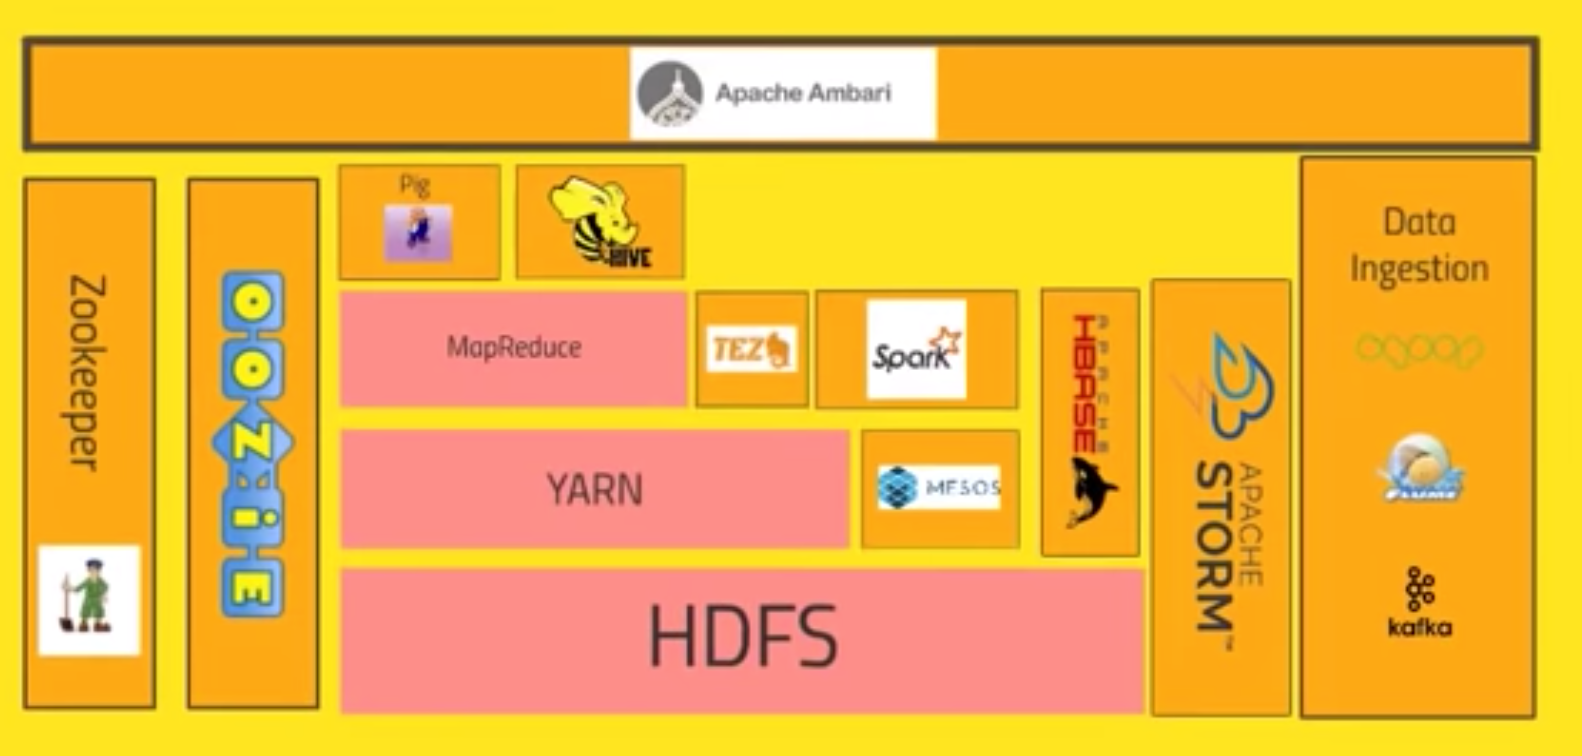 Apache Ambari
Zookeeper
OOZiE
Pig
HIVE
MapReduce
TEZ
Spark
YARN
MESOS
HDFS
APACHE
HBASE
APACHE
STORM™
Data
Ingestion
FLUME
kafka